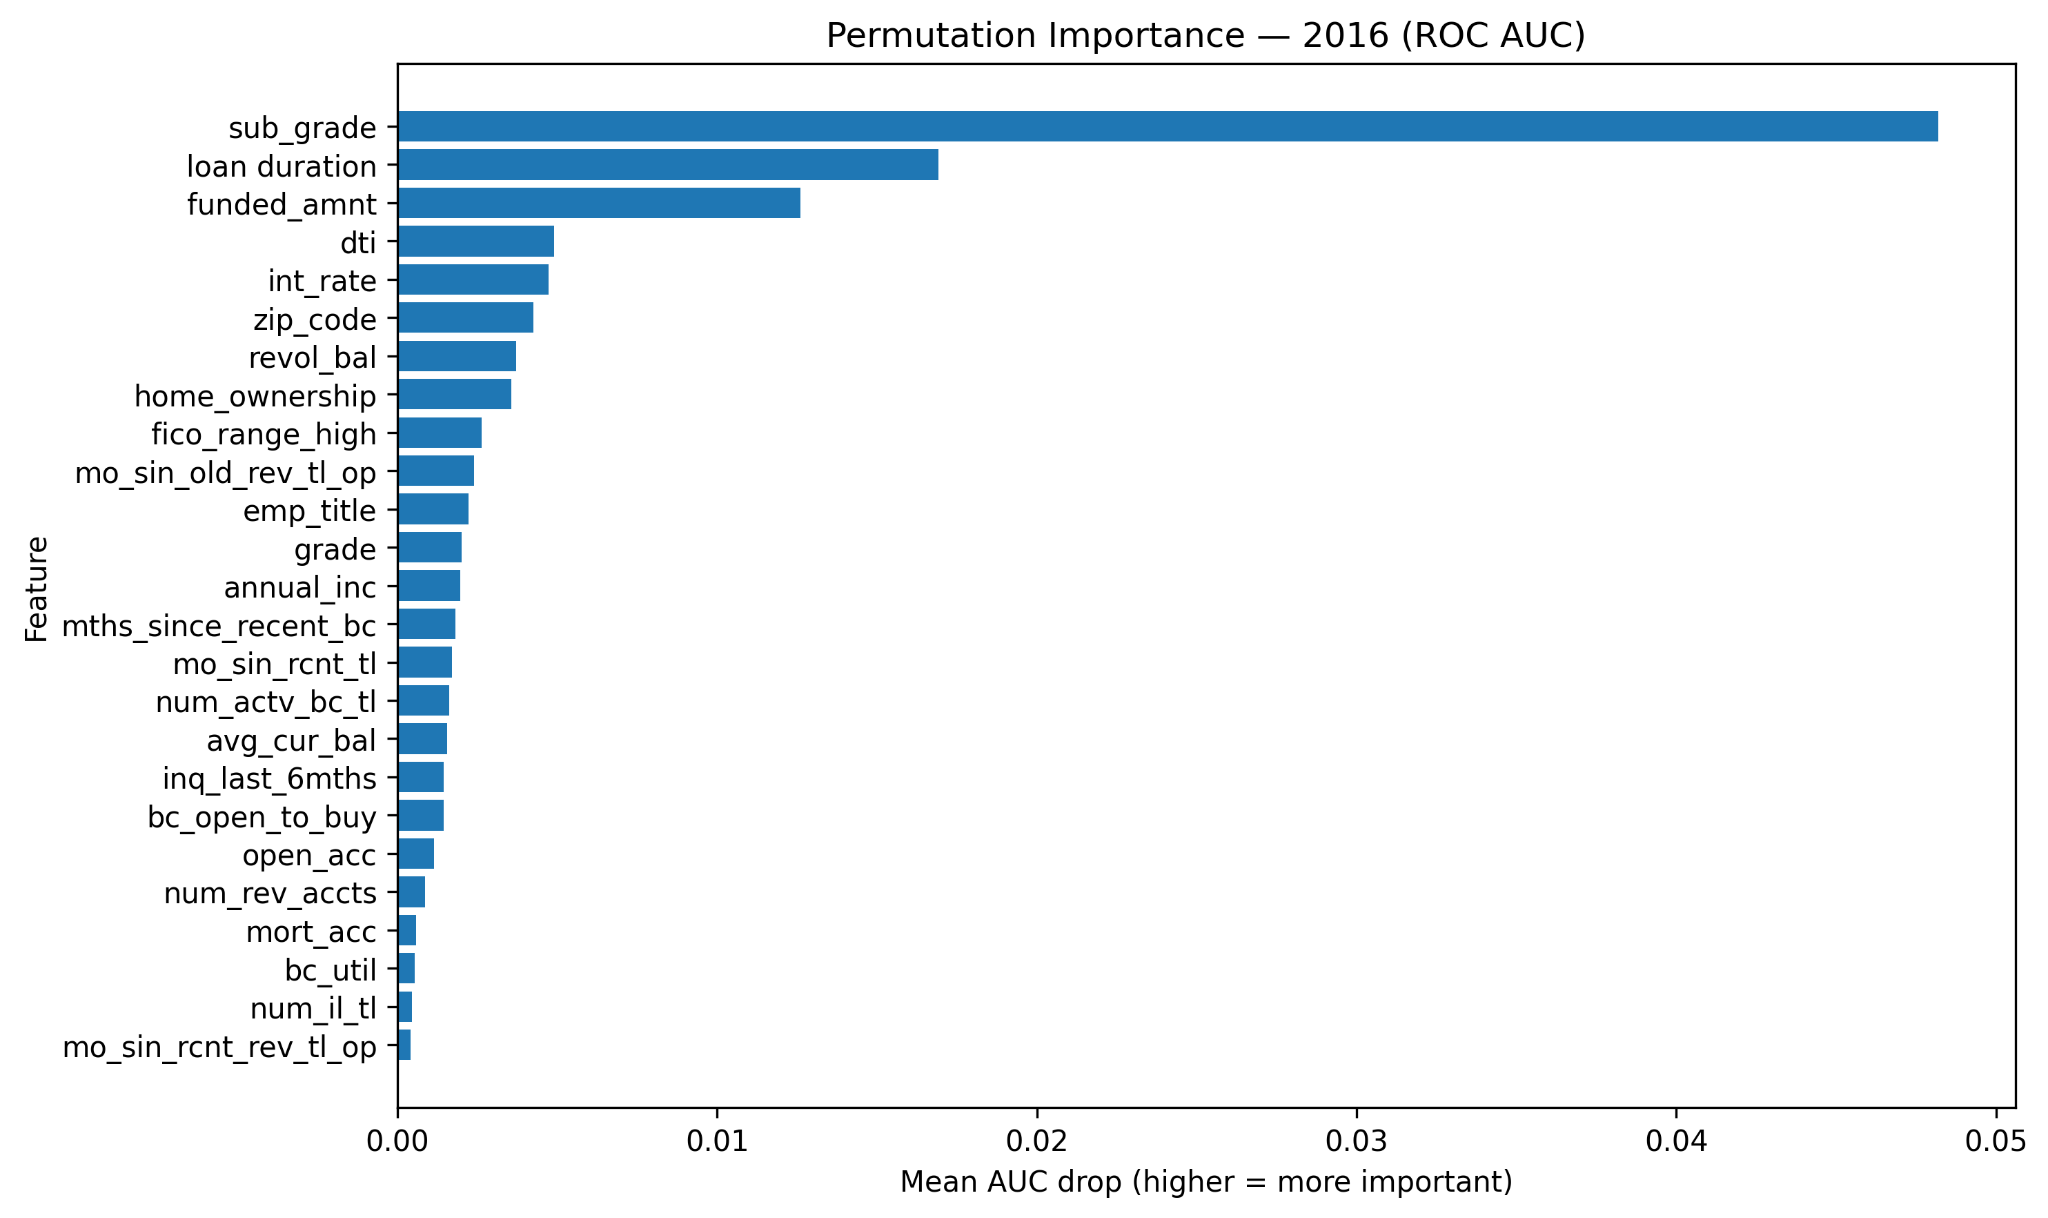 Permutation Importance — 2016 (ROC AUC)
sub_grade
loan duration
funded_amnt
dti
int_rate
zip_code
revol_bal
home_ownership
fico_range_high
mo_sin_old_rev_tl_op
emp_title
grade
annual_inc
mths_since_recent_bc
mo_sin_rcnt_tl
num_actv_bc_tl
avg_cur_bal
inq_last_6mths
bc_open_to_buy
open_acc
num_rev_accts
mort_acc
bc_util
num_il_tl
mo_sin_rcnt_rev_tl_op
Feature
0.00 0.01 0.02 0.03 0.04 0.05
Mean AUC drop (higher = more important)